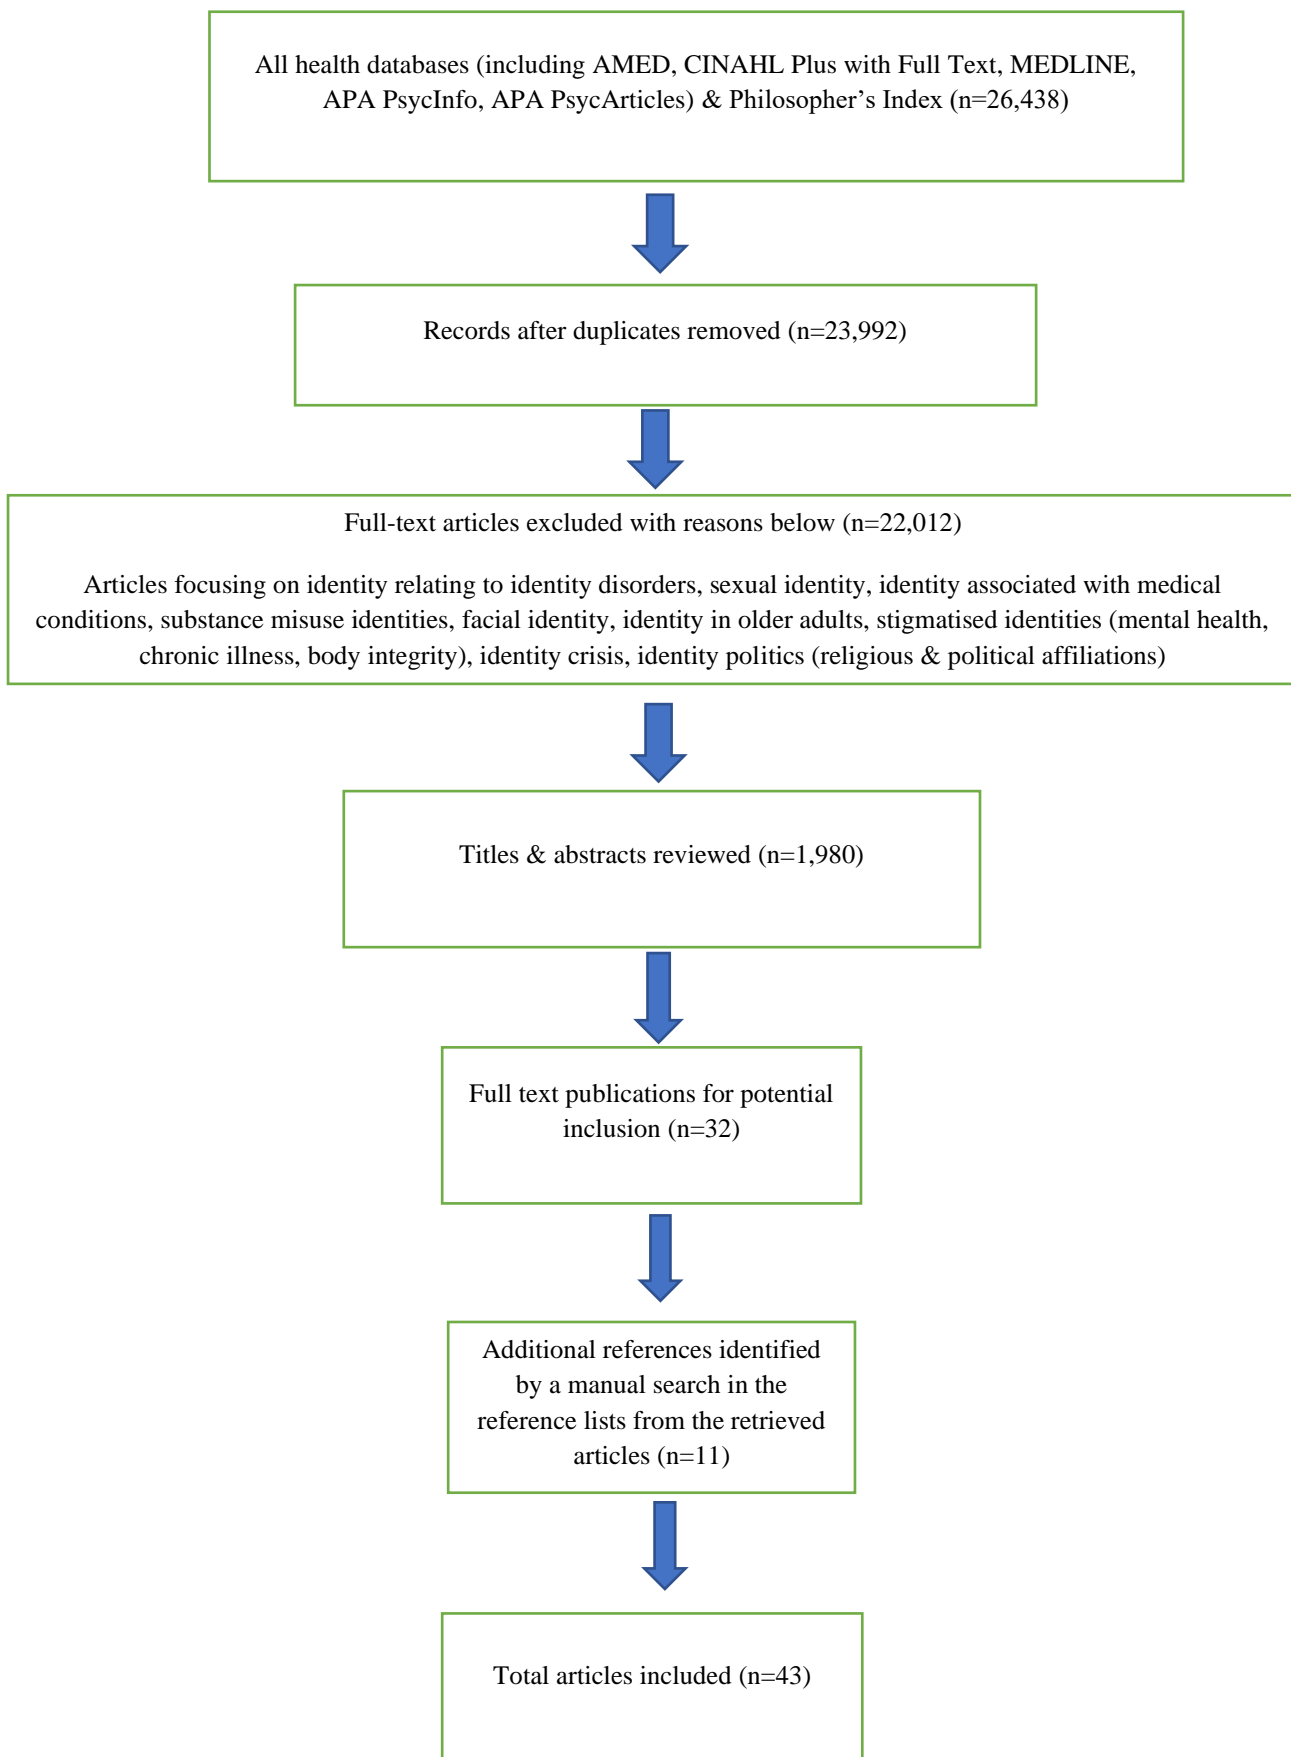 All health databases (including AMED, CINAHL Plus with Full Text, MEDLINE,
APA PsycInfo, APA PsycArticles) & Philosopher’s Index (n=26,438)
Records after duplicates removed (n=23,992)
Full-text articles excluded with reasons below (n=22,012)
Articles focusing on identity relating to identity disorders, sexual identity, identity associated with medical
conditions, substance misuse identities, facial identity, identity in older adults, stigmatised identities (mental health,
chronic illness, body integrity), identity crisis, identity politics (religious & political affiliations)
Titles & abstracts reviewed (n=1,980)
Full text publications for potential
inclusion (n=32)
Additional references identified
by a manual search in the
reference lists from the retrieved
articles (n=11)
Total articles included (n=43)